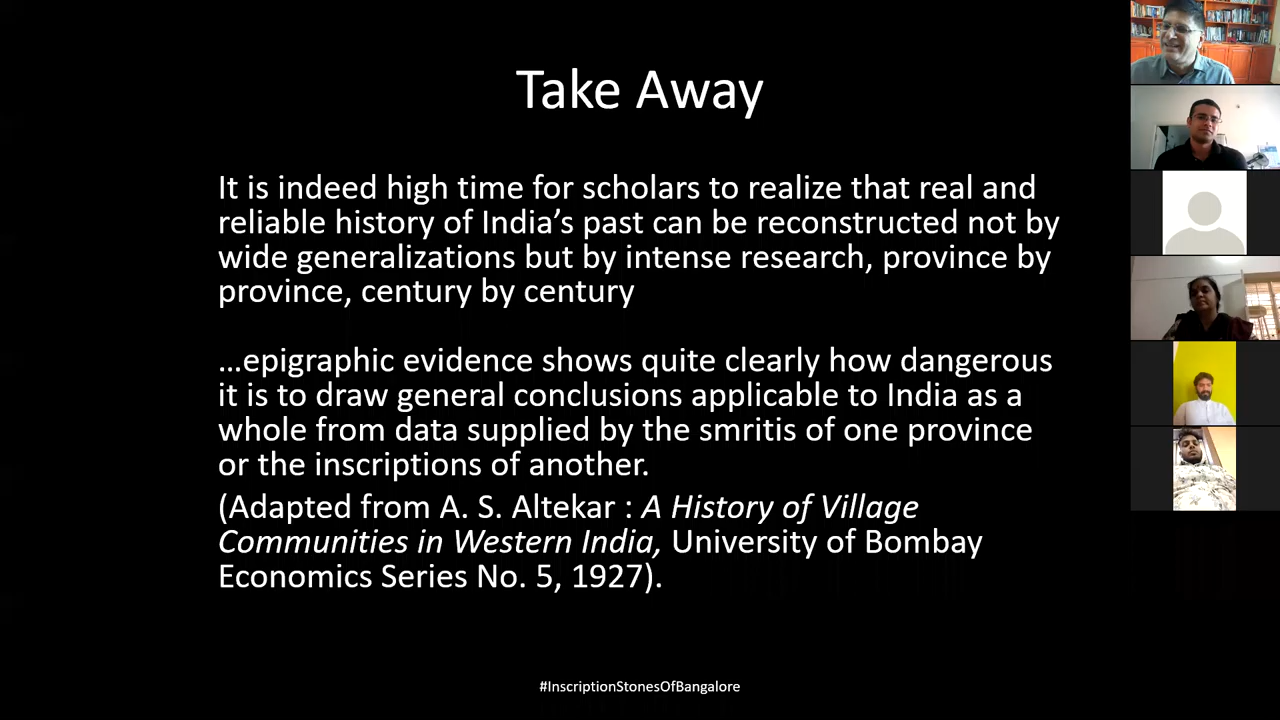 Take Away
It is indeed high time for scholars to realize that real and
reliable history of India’s past can be reconstructed not by
wide generalizations but by intense research, province by
province, century by century
…epigraphic evidence shows quite clearly how dangerous
it is to draw general conclusions applicable to India as a
whole from data supplied by the smritis of one province
or the inscriptions of another.
(Adapted from A. S. Altekar : A History of Village
Communities in Western India, University of Bombay
Economics Series No. 5, 1927).
#InscriptionStonesOfBangalore